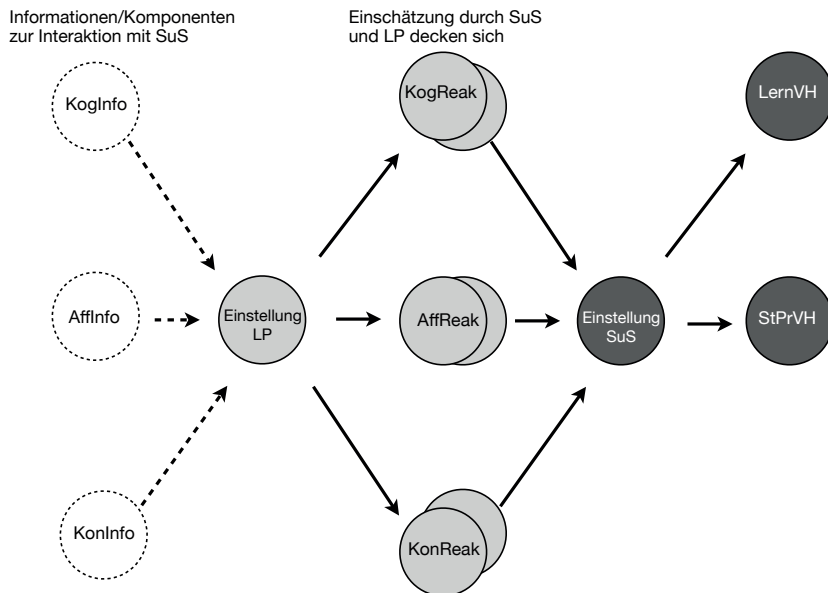 Informationen/Komponenten
zur Interaktion mit SuS
Einschätzung durch SuS
und LP decken sich
KogInfo
KogReak
LernVH
AffInfo
Einstellung
LP
AffReak
Einstellung
SuS
StPrVH
KonInfo
KonReak